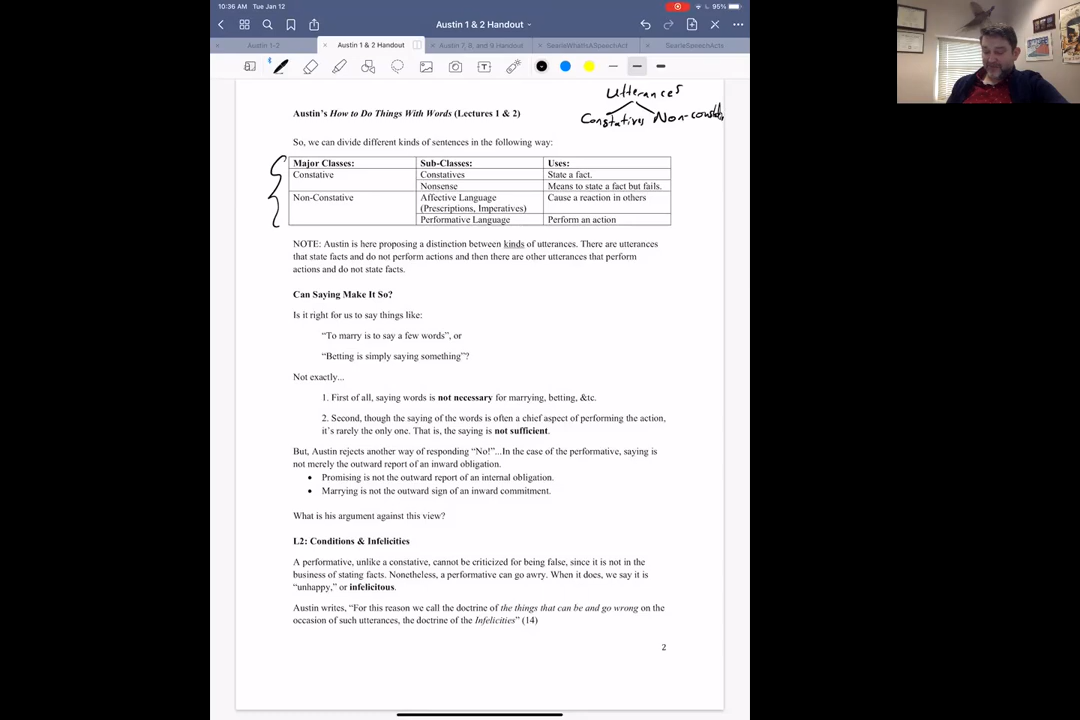 10:36 AM Tue Jan 12
95%
Austin 1 & 2 Handout
Austin 1-2
Austin 1 & 2 Handout
Austin 7, 8, and 9 Handout
SearleWhatIsASpeechAct
SearleSpeechActs
Utterances
Constatives Non-
Austin's How to Do Things With Words (Lectures 1 & 2)
So, we can divide different kinds of sentences in the following way:
Major Classes: Sub-Classes: Uses:
Constative Constatives State a fact.
Nonsense Means to state a fact but fails.
Non-Constative Affective Language Cause a reaction in others
(Prescriptions, Imperatives)
Performative Language Perform an action
NOTE: Austin is here proposing a distinction between kinds of utterances. There are utterances
that state facts and do not perform actions and then there are other utterances that perform
actions and do not state facts.
Can Saying Make It So?
Is it right for us to say things like:
“To marry is to say a few words”, or
“Betting is simply saying something”?
Not exactly...
1. First of all, saying words is not necessary for marrying, betting, &tc.
2. Second, though the saying of the words is often a chief aspect of performing the action,
it's rarely the only one. That is, the saying is not sufficient.
But, Austin rejects another way of responding “No!”...In the case of the performative, saying is
not merely the outward report of an inward obligation.
• Promising is not the outward report of an internal obligation.
• Marrying is not the outward sign of an inward commitment.
What is his argument against this view?
L2: Conditions & Infelicities
A performative, unlike a constative, cannot be criticized for being false, since it is not in the
business of stating facts. Nonetheless, a performative can go awry. When it does, we say it is
“unhappy,” or infelicitous.
Austin writes, “For this reason we call the doctrine of the things that can be and go wrong on the
occasion of such utterances, the doctrine of the Infelicities” (14)
2